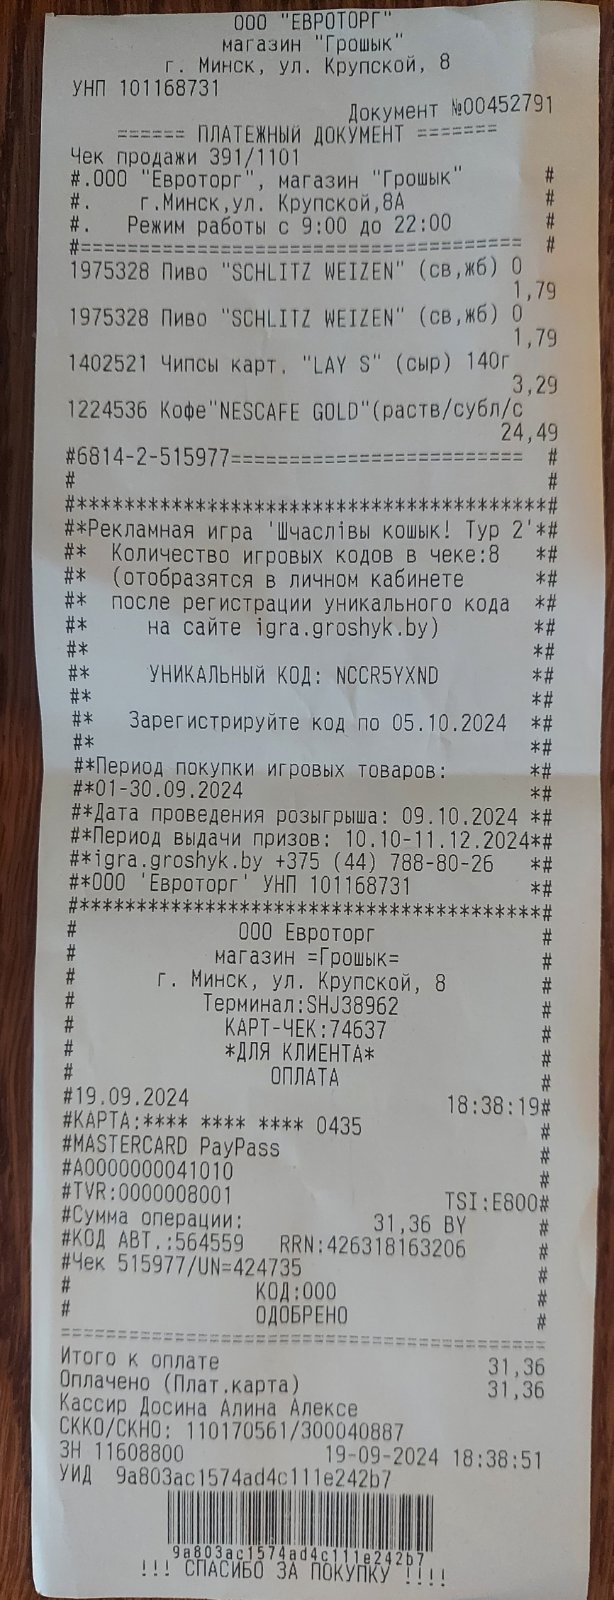 ООО "ЕВРОТОРГ"
магазин "Грошык"
г. Минск, ул. Крупской, 8
УНП 101168731
Документ №00452791
====== ПЛАТЕЖНЫЙ ДОКУМЕНТ =======
Чек продажи 391/1101
#.ООО "Евроторг", магазин "Грошык" #
#. г.Минск,ул. Крупской,8А #
#. Режим работы с 9:00 до 22:00 #
#====================================== #
1975328 Пиво "SCHLITZ WEIZEN" (св,жб) 0
1,79
1975328 Пиво "SCHLITZ WEIZEN" (св,жб) 0
1,79
1402521 Чипсы карт. "LAY S" (сыр) 140г
3,29
1224536 Кофе"NESCAFE GOLD"(раств/субл/с
24,49
#6814-2-515977========================= #
# #
#***************************************#
#*Рекламная игра 'Шчаслівы кошык! Тур 2'*#
#* Количество игровых кодов в чеке:8 *#
#* (отобразятся в личном кабинете *#
#* после регистрации уникального кода *#
#* на сайте igra.groshyk.by) *#
#* *#
#* УНИКАЛЬНЫЙ КОД: NCCR5YXND *#
#* *#
#* Зарегистрируйте код по 05.10.2024 *#
#* *#
#*Период покупки игровых товаров: *#
#*01-30.09.2024 *#
#*Дата проведения розыгрыша: 09.10.2024 *#
#*Период выдачи призов: 10.10-11.12.2024*#
#*igra.groshyk.by +375 (44) 788-80-26 *#
#*ООО 'Евроторг' УНП 101168731 *#
#***************************************#
# ООО Евроторг #
# магазин =Грошык= #
# г. Минск, ул. Крупской, 8 #
# Терминал:SHJ38962 #
# КАРТ-ЧЕК:74637 #
# *ДЛЯ КЛИЕНТА* #
# ОПЛАТА #
#19.09.2024 18:38:19#
#КАРТА:**** **** **** 0435 #
#MASTERCARD PayPass #
#A0000000041010 #
#TVR:0000008001 TSI:E800#
#Сумма операции: 31,36 BY #
#КОД АВТ.:564559 RRN:426318163206 #
#Чек 515977/UN=424735 #
# КОД:000 #
# ОДОБРЕНО #
=========================================
Итого к оплате 31,36
Оплачено (Плат.карта) 31,36
Кассир Досина Алина Алексе
СККО/СКНО: 110170561/300040887
ЗН 11608800 19-09-2024 18:38:51
УИД 9a803ac1574ad4c111e242b7
9a803ac1574ad4c111e242b7
!!! СПАСИБО ЗА ПОКУПКУ !!!!